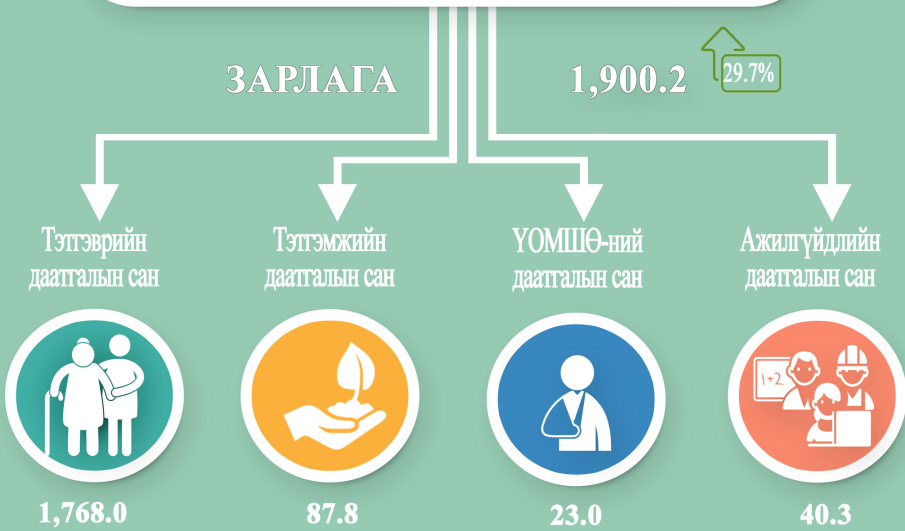 ЗАРЛАГА 1,900.2 29.7%
Тэтгэврийн
даатгалын сан
Тэтгэмжийн
даатгалын сан
ҮОМШӨ-ний
даатгалын сан
Ажилгүйдлийн
даатгалын сан
1+2
1,768.0 87.8 23.0 40.3